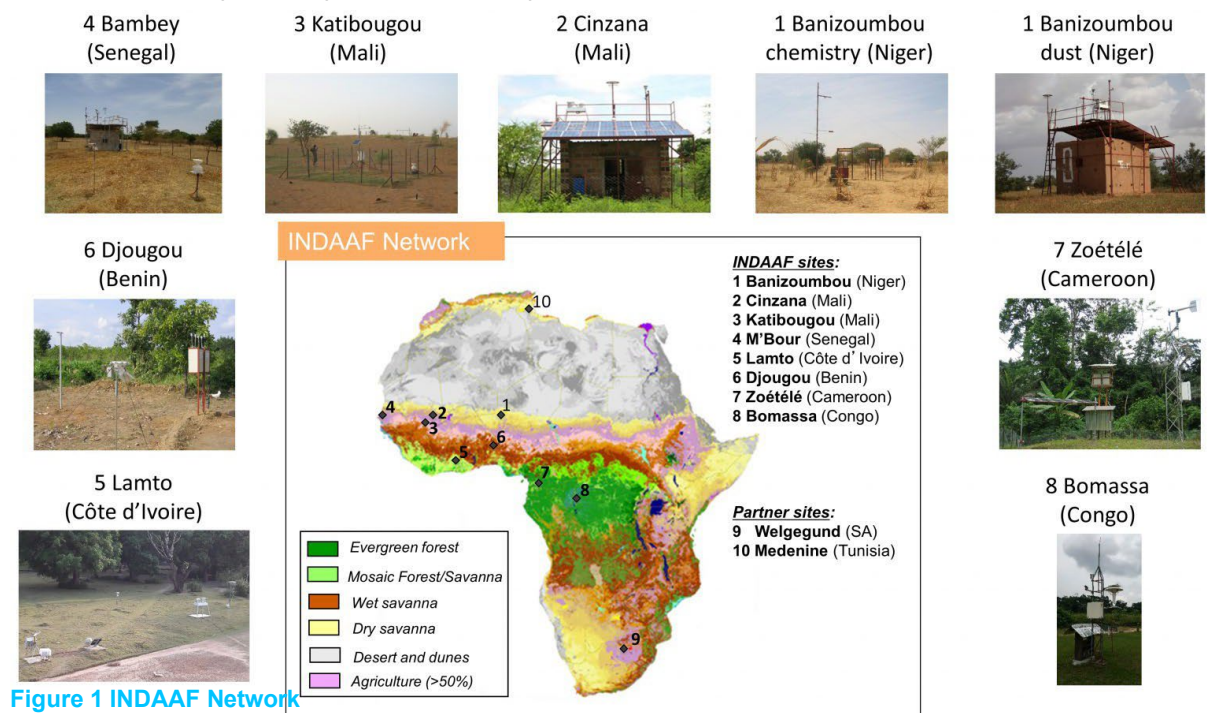 4 Bambey
(Senegal)
3 Katibougou
(Mali)
2 Cinzana
(Mali)
1 Banizoumbou
chemistry (Niger)
1 Banizoumbou
dust (Niger)
6 Djougou
(Benin)
5 Lamto
(Côte d’Ivoire)
INDAAF Network
10
4
2
3
1
6
5
7
8
9
Evergreen forest
Mosaic Forest/Savanna
Wet savanna
Dry savanna
Desert and dunes
Agriculture (>50%)
INDAAF sites:
1 Banizoumbou (Niger)
2 Cinzana (Mali)
3 Katibougou (Mali)
4 M’Bour (Senegal)
5 Lamto (Côte d’Ivoire)
6 Djougou (Benin)
7 Zoétélé (Cameroon)
8 Bomassa (Congo)
Partner sites:
9 Welgegund (SA)
10 Medenine (Tunisia)
7 Zoétélé
(Cameroon)
8 Bomassa
(Congo)
Figure 1 INDAAF Network